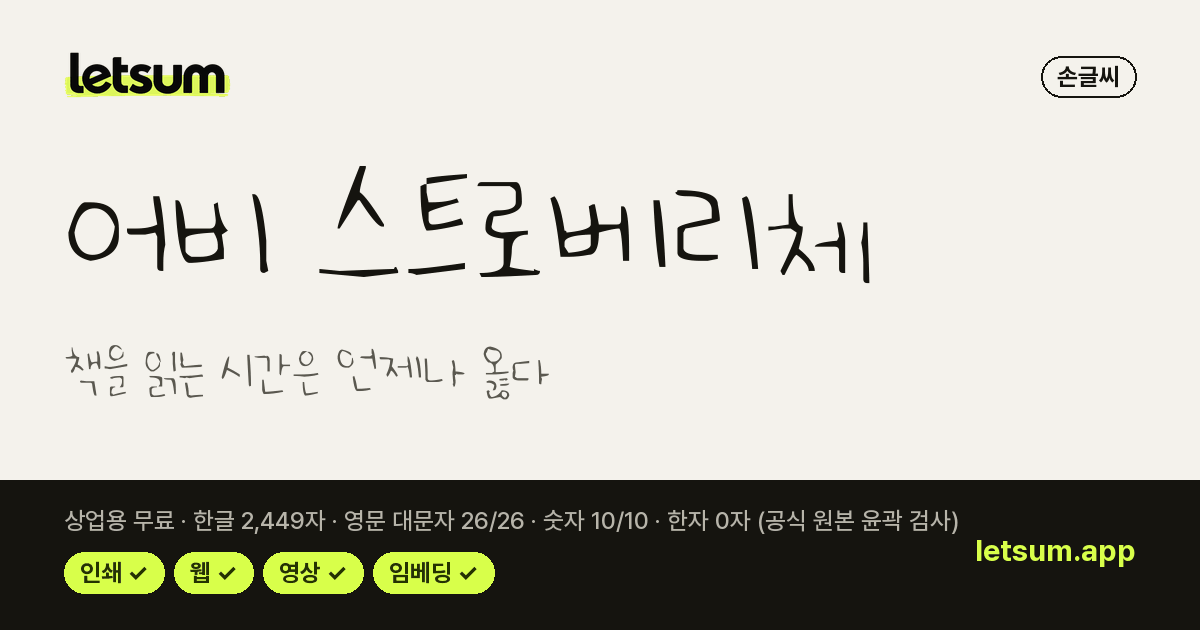 letsum
손글씨
어비 스트로베리체
책을 읽는 시간은 언제나 옳다
상업용 무료 · 한글 2,449자 · 영문 대문자 26/26 · 숫자 10/10 · 한자 0자 (공식 원본 윤곽 검사)
인쇄 ✓ 웹 ✓ 영상 ✓ 임베딩 ✓
letsum.app